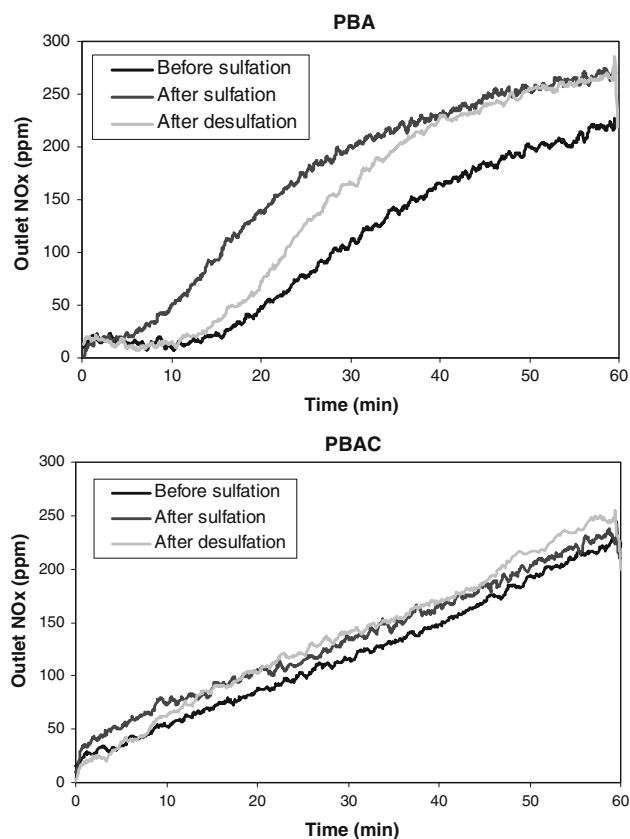 PBA
300
250
200
150
100
50
0
Outlet NOx (ppm)
Before sulfation
After sulfation
After desulfation
0 10 20 30 40 50 60
Time (min)
PBAC
300
250
200
150
100
50
0
Outlet NOx (ppm)
Before sulfation
After sulfation
After desulfation
0 10 20 30 40 50 60
Time (min)